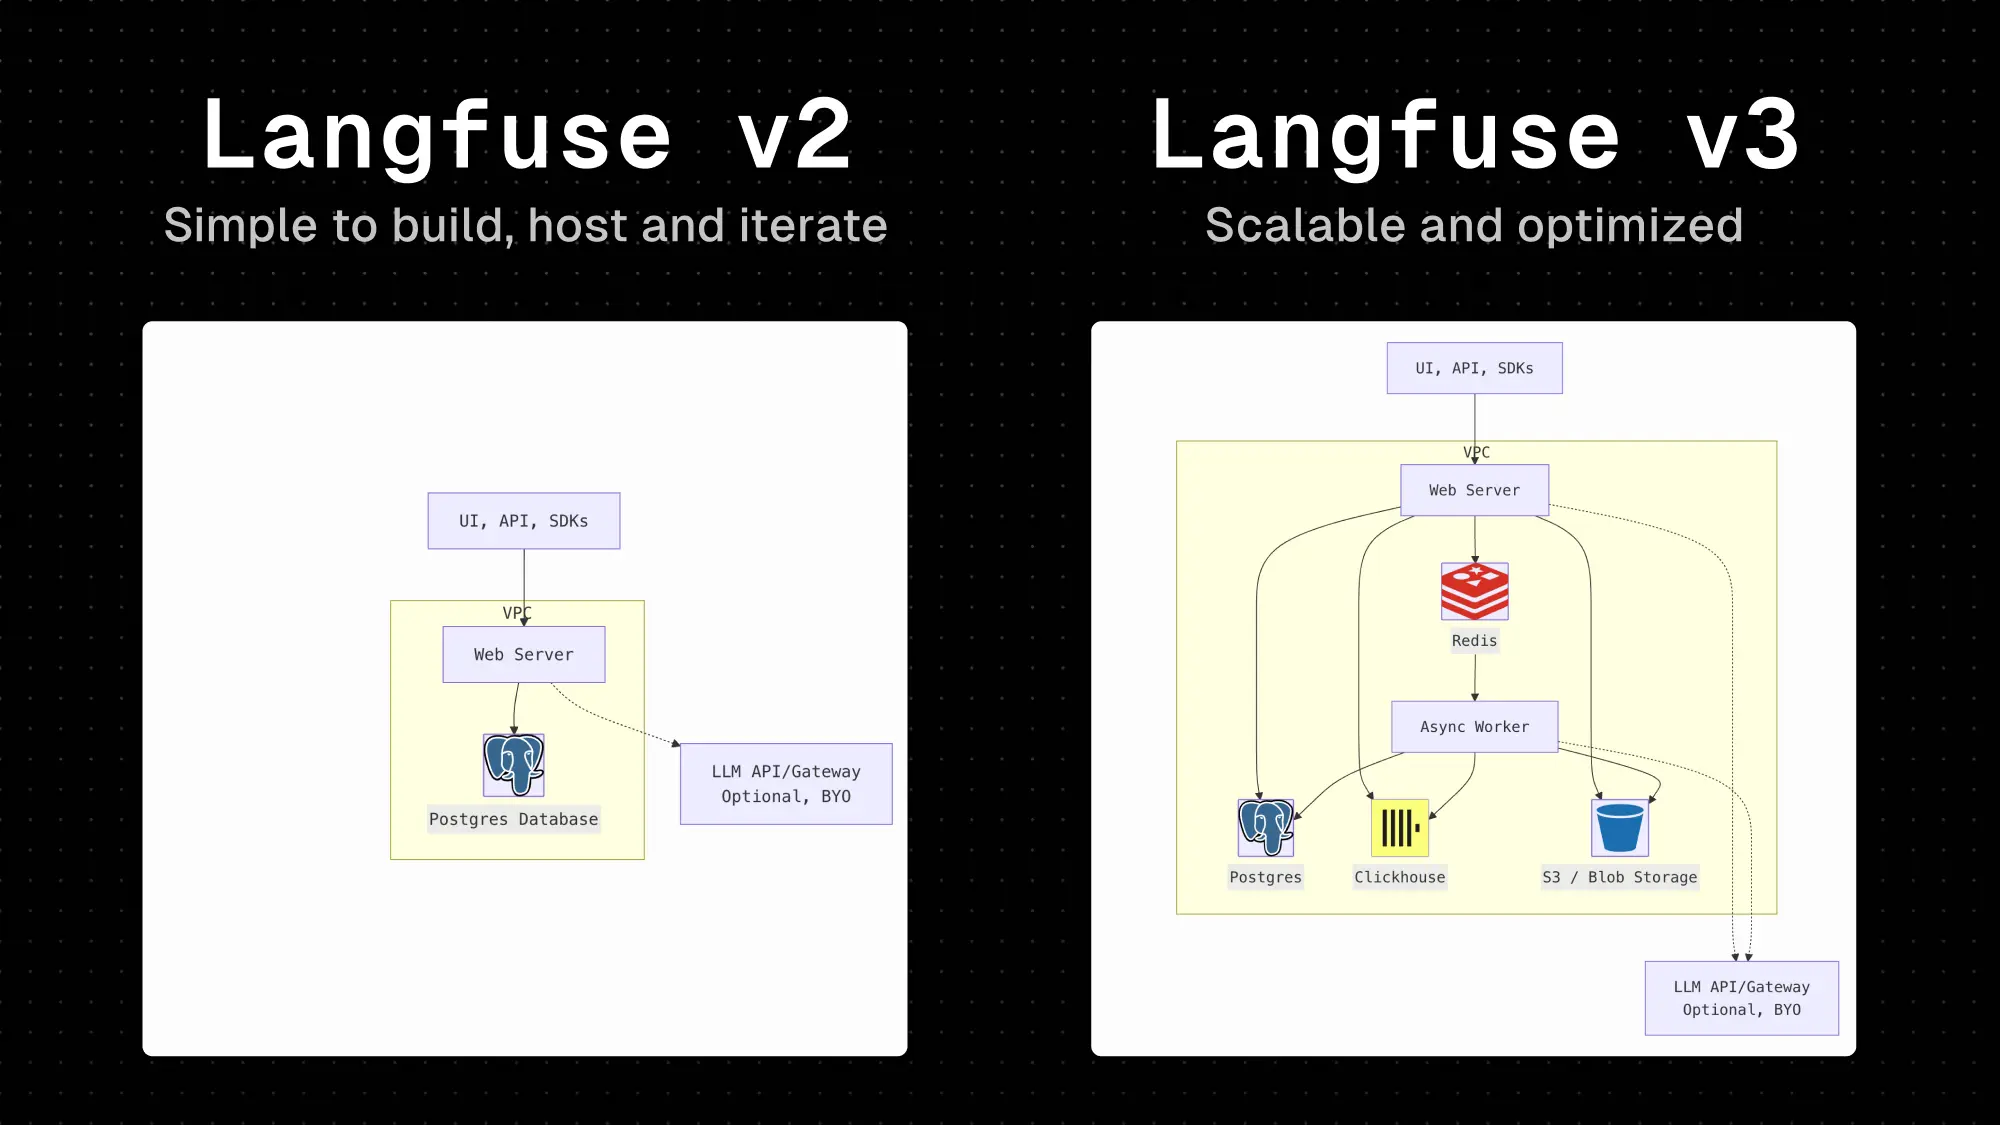 Langfuse v2
Simple to build, host and iterate
UI, API, SDKs
VPC
Web Server
Postgres Database
LLM API/Gateway
Optional, BYO
Langfuse v3
Scalable and optimized
UI, API, SDKs
VPC
Web Server
Redis
Async Worker
Postgres
Clickhouse
S3 / Blob Storage
LLM API/Gateway
Optional, BYO